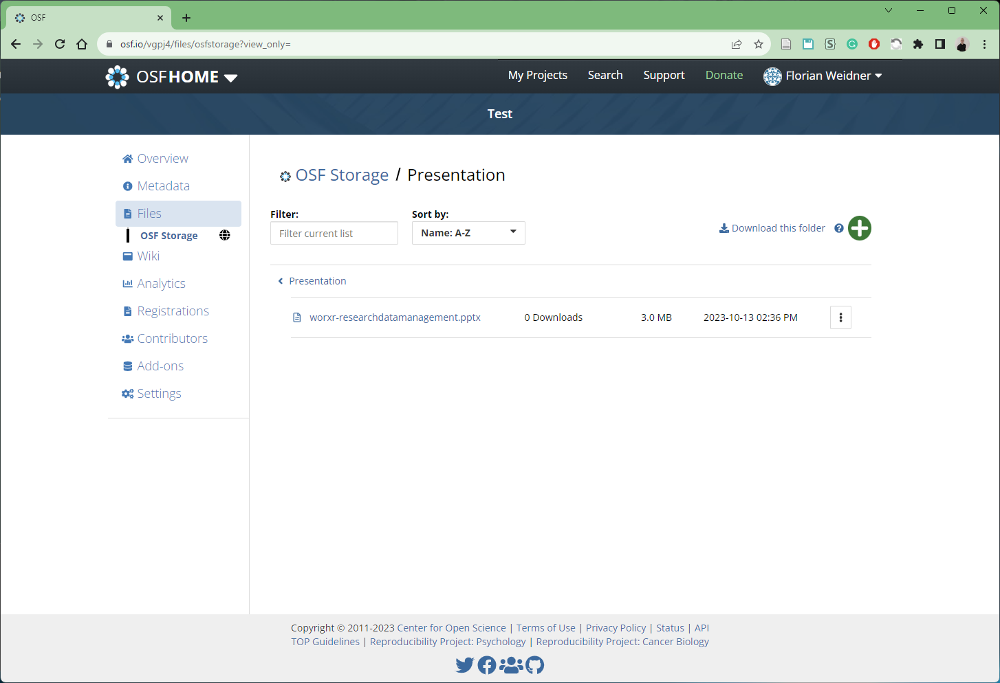 OSF
osf.io/vgpj4/files/osfstorage?view_only=
OSFHOME
My Projects Search Support Donate Florian Weidner
Test
Overview
Metadata
Files
OSF Storage
Wiki
Analytics
Registrations
Contributors
Add-ons
Settings
OSF Storage / Presentation
Filter: Sort by:
Filter current list Name: A-Z
Download this folder
Presentation
worxr-researchdatamanagement.pptx 0 Downloads 3.0 MB 2023-10-13 02:36 PM
Copyright © 2011-2023 Center for Open Science | Terms of Use | Privacy Policy | Status | API
TOP Guidelines | Reproducibility Project: Psychology | Reproducibility Project: Cancer Biology